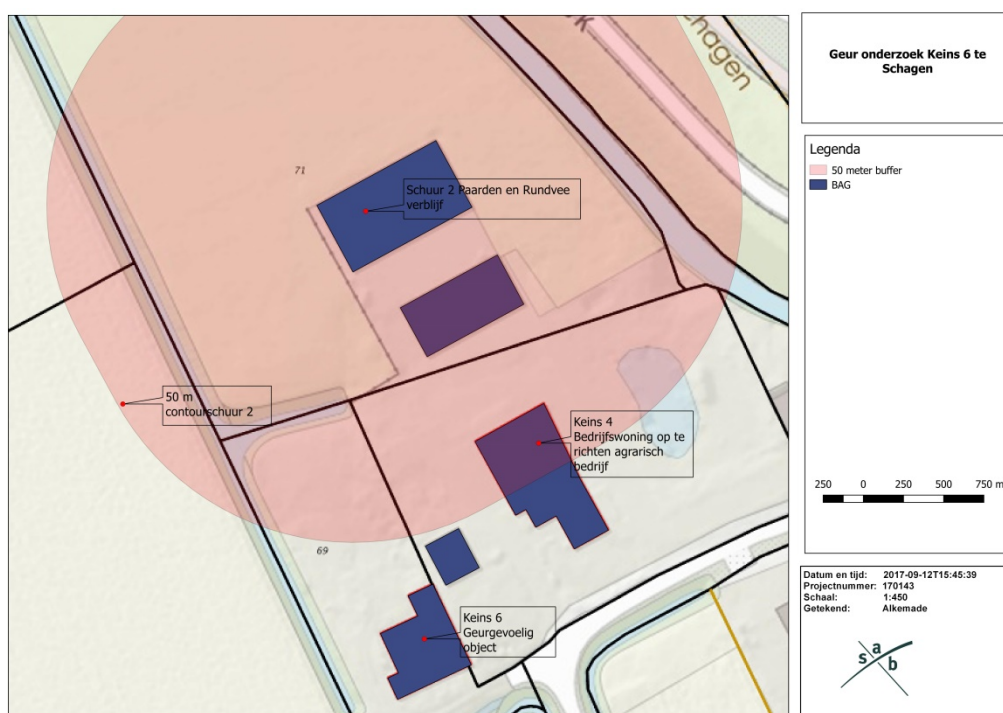 Geur onderzoek Keins 6 te
Schagen
Legenda
50 meter buffer
BAG
250 0 250 500 750 m
Datum en tijd: 2017-09-12T15:45:39
Projectnummer: 170143
Schaal: 1:450
Getekend: Alkemade
s a b
chagen
71
Schuur 2 Paarden en Rundvee
verblijf
50 m
contourschuur 2
Keins 4
Bedrijfswoning op te
richten agrarisch
bedrijf
69
Keins 6
Geurgevoelig
object